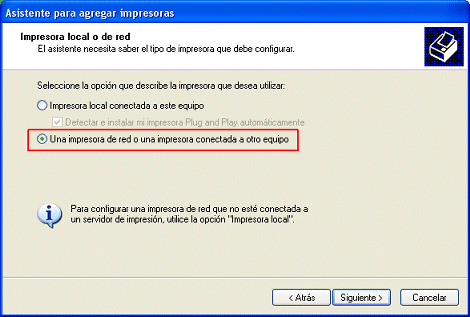 Asistente para agregar impresoras
Impresora local o de red
El asistente necesita saber el tipo de impresora que debe configurar.
Seleccione la opción que describe la impresora que desea utilizar:
Impresora local conectada a este equipo
Detectar e instalar mi impresora Plug and Play automáticamente
Una impresora de red o una impresora conectada a otro equipo
Para configurar una impresora de red que no esté conectada a
un servidor de impresión, utilice la opción "Impresora local".
< Atrás
Siguiente >
Cancelar